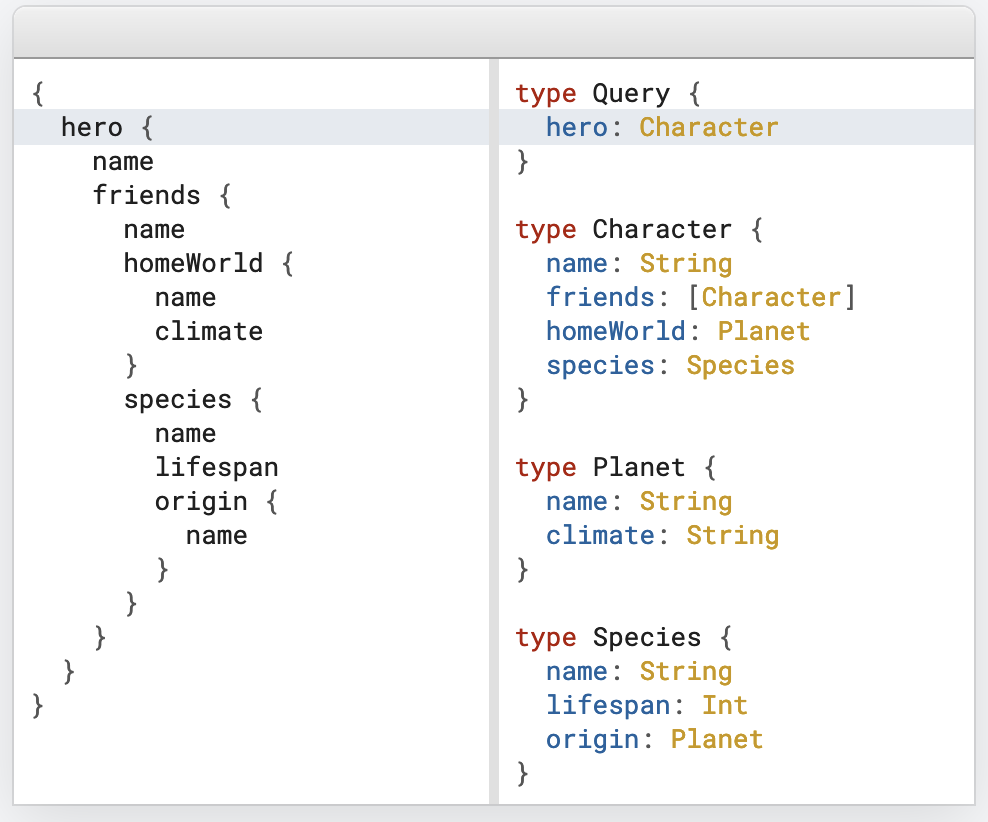 {
  hero {
    name
    friends {
      name
      homeWorld {
        name
        climate
      }
      species {
        name
        lifespan
        origin {
          name
        }
      }
    }
  }
}
type Query {
  hero: Character
}

type Character {
  name: String
  friends: [Character]
  homeWorld: Planet
  species: Species
}

type Planet {
  name: String
  climate: String
}

type Species {
  name: String
  lifespan: Int
  origin: Planet
}